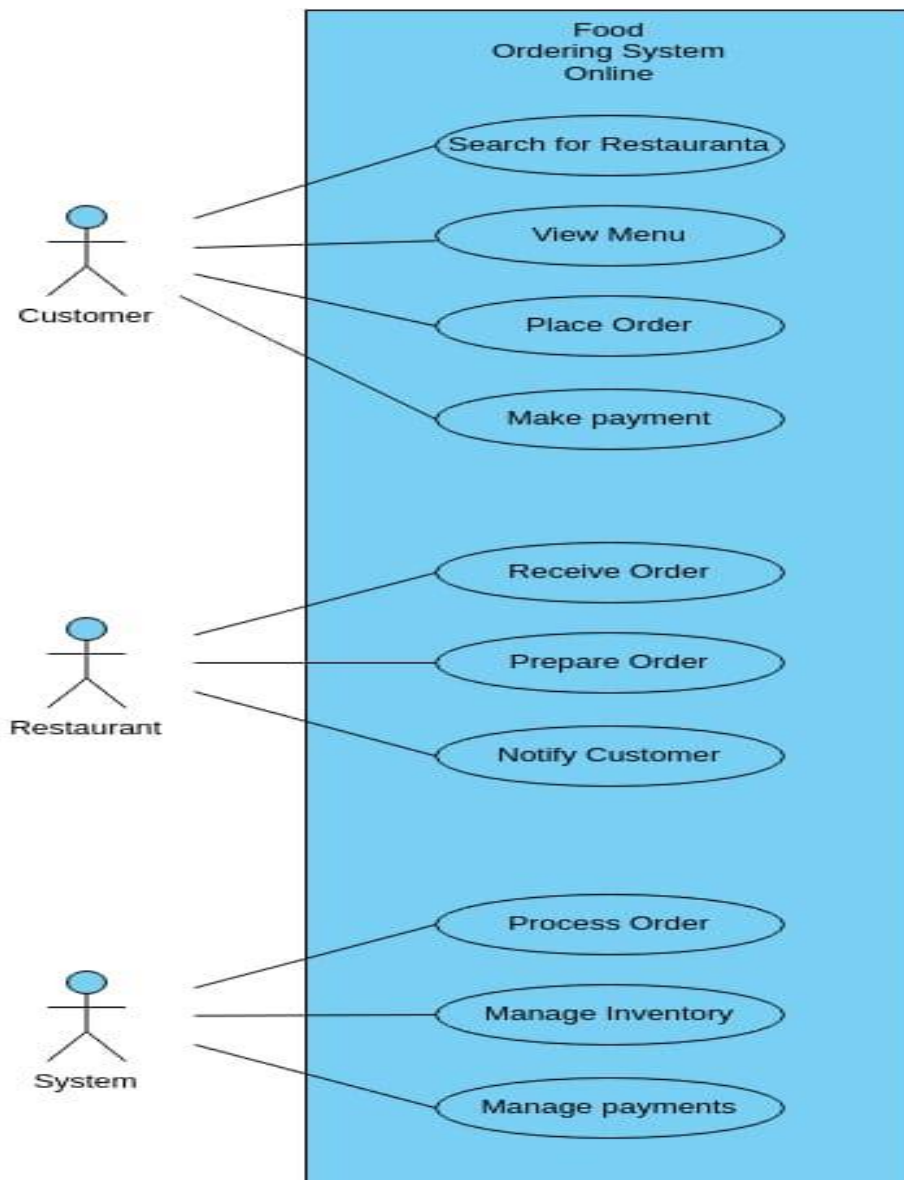 Food
Ordering System
Online
Search for Restauranta
View Menu
Customer
Place Order
Make payment
Receive Order
Prepare Order
Restaurant
Notify Customer
Process Order
Manage Inventory
System
Manage payments